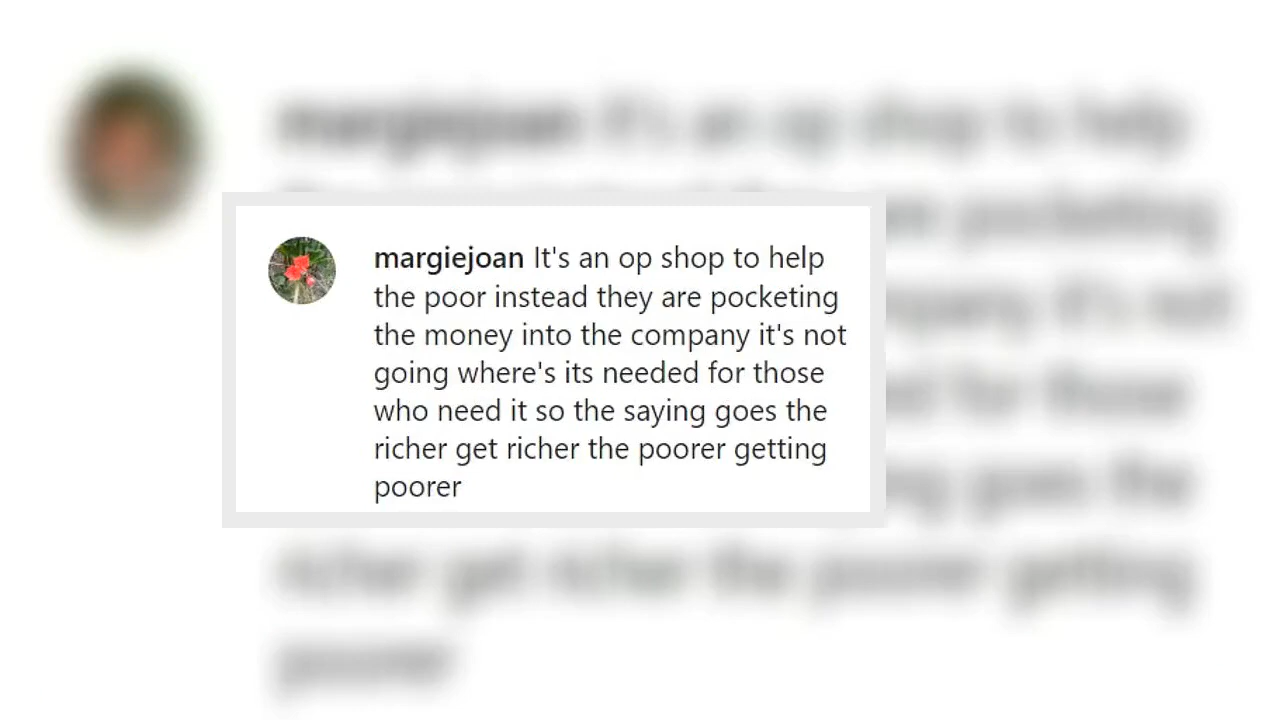 margiejoan It's an op shop to help
the poor instead they are pocketing
the money into the company it's not
going where's its needed for those
who need it so the saying goes the
richer get richer the poorer getting
poorer